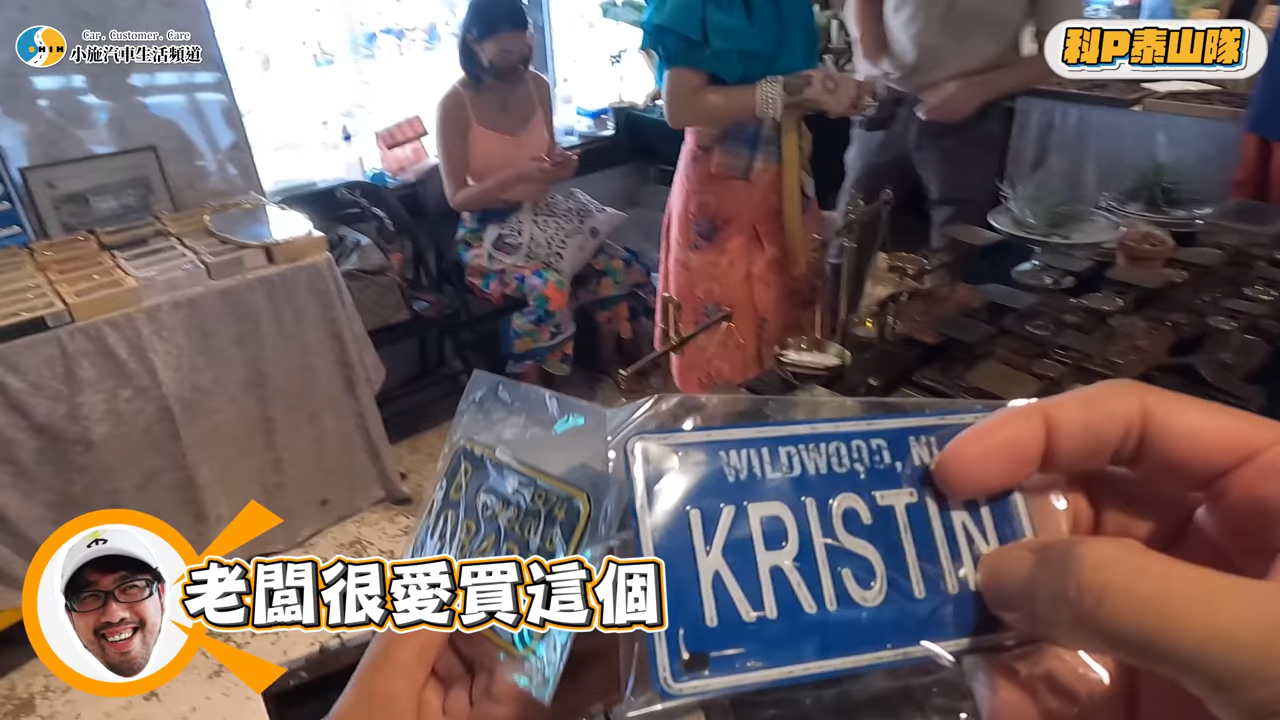 Car. Customer. Care
SHIH
小施汽車生活頻道
科P泰山隊
WILDWOOD, N
KRISTIN
老闆很愛買這個